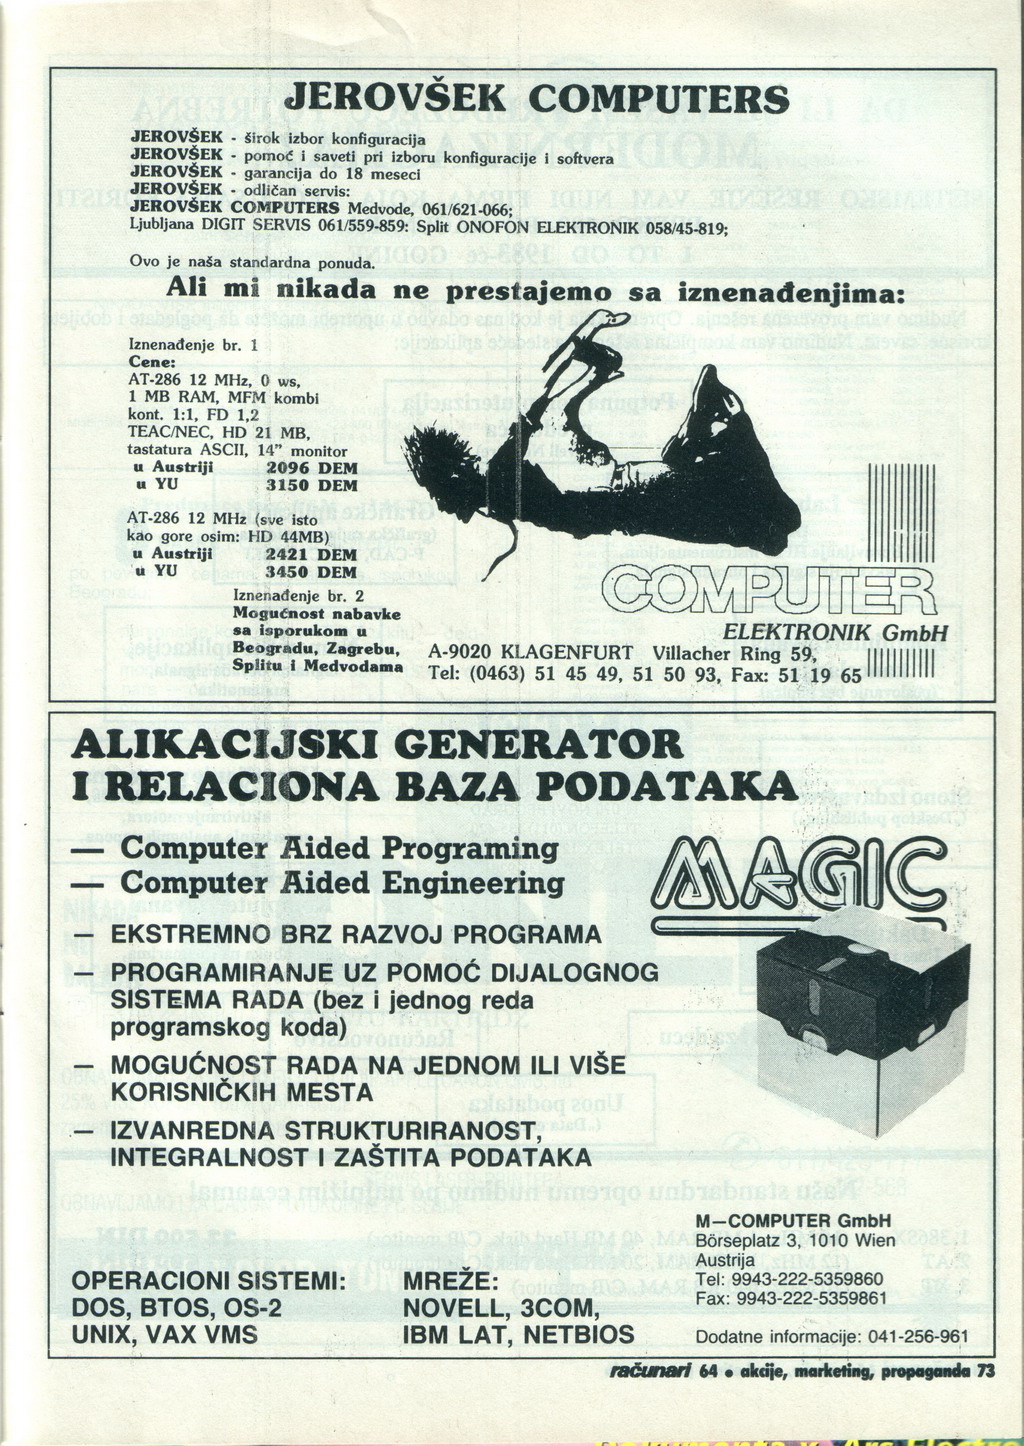 JEROVŠEK COMPUTERS
JEROVŠEK - širok izbor konfiguracija
JEROVŠEK - pomoć i saveti pri izboru konfiguracije i softvera
JEROVŠEK - garancija do 18 meseci
JEROVŠEK - odličan servis:
JEROVŠEK COMPUTERS Medvode, 061/621-066;
Ljubljana DIGIT SERVIS 061/559-859: Split ONOFON ELEKTRONIK 058/45-819;
Ovo je naša standardna ponuda.
Ali mi nikada ne prestajemo sa iznenađenjima:
Iznenađenje br. 1
Cene:
AT-286 12 MHz, 0 ws,
1 MB RAM, MFM kombi
kont. 1:1, FD 1,2
TEAC/NEC, HD 21 MB,
tastatura ASCII, 14" monitor
u Austriji 2096 DEM
u YU 3150 DEM
AT-286 12 MHz (sve isto
kao gore osim: HD 44MB)
u Austriji 2421 DEM
u YU 3450 DEM
Iznenađenje br. 2
Mogućnost nabavke
sa isporukom u
Beogradu, Zagrebu,
Splitu i Medvodama
COMPUTER
ELEKTRONIK GmbH
A-9020 KLAGENFURT Villacher Ring 59,
Tel: (0463) 51 45 49, 51 50 93, Fax: 51 19 65
ALIKACIJSKI GENERATOR
I RELACIONA BAZA PODATAKA
— Computer Aided Programing
— Computer Aided Engineering
MAGIC
— EKSTREMNO BRZ RAZVOJ PROGRAMA
— PROGRAMIRANJE UZ POMOĆ DIJALOGNOG
SISTEMA RADA (bez i jednog reda
programskog koda)
— MOGUĆNOST RADA NA JEDNOM ILI VIŠE
KORISNIČKIH MESTA
— IZVANREDNA STRUKTURIRANOST,
INTEGRALNOST I ZAŠTITA PODATAKA
OPERACIONI SISTEMI:
DOS, BTOS, OS-2
UNIX, VAX VMS
MREŽE:
NOVELL, 3COM,
IBM LAT, NETBIOS
M—COMPUTER GmbH
Börseplatz 3, 1010 Wien
Austrija
Tel: 9943-222-5359860
Fax: 9943-222-5359861
Dodatne informacije: 041-256-961
računari 64 • akcije, marketing, propaganda 73